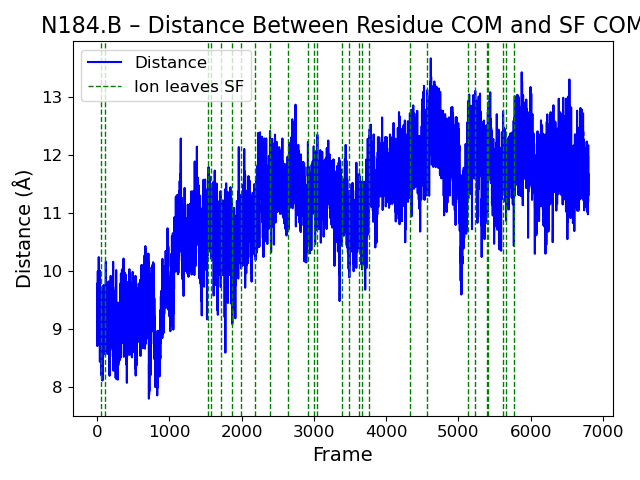 N184.B – Distance Between Residue COM and SF COM
Distance
Ion leaves SF
Distance (Å)
13
12
11
10
9
8
0 1000 2000 3000 4000 5000 6000 7000
Frame